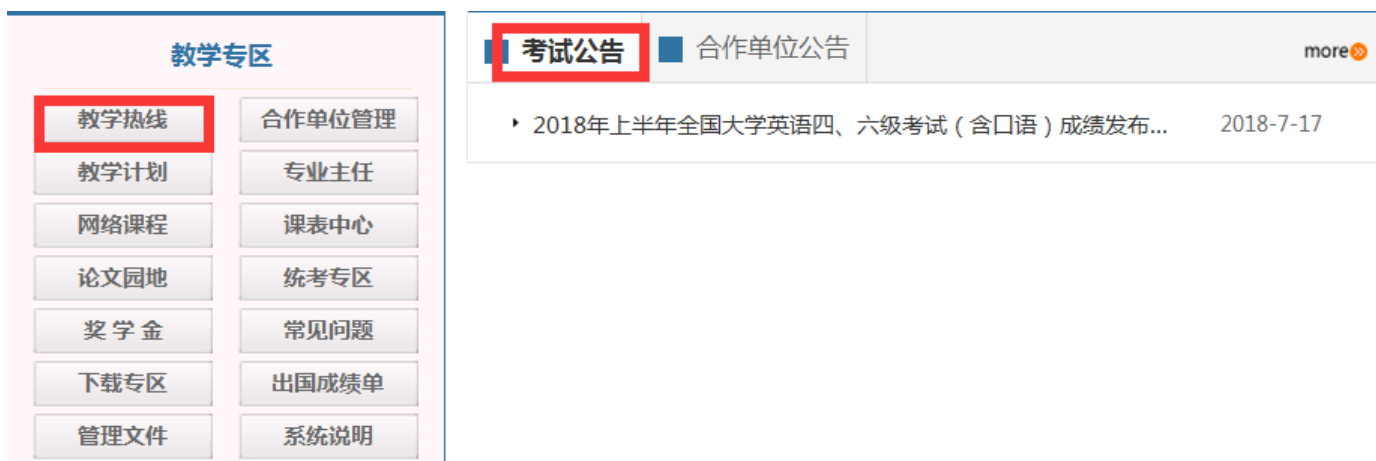 教学专区
教学热线 合作单位管理
教学计划 专业主任
网络课程 课表中心
论文园地 统考专区
奖 学 金 常见问题
下载专区 出国成绩单
管理文件 系统说明
考试公告 合作单位公告 more
2018年上半年全国大学英语四、六级考试（含口语）成绩发布... 2018-7-17